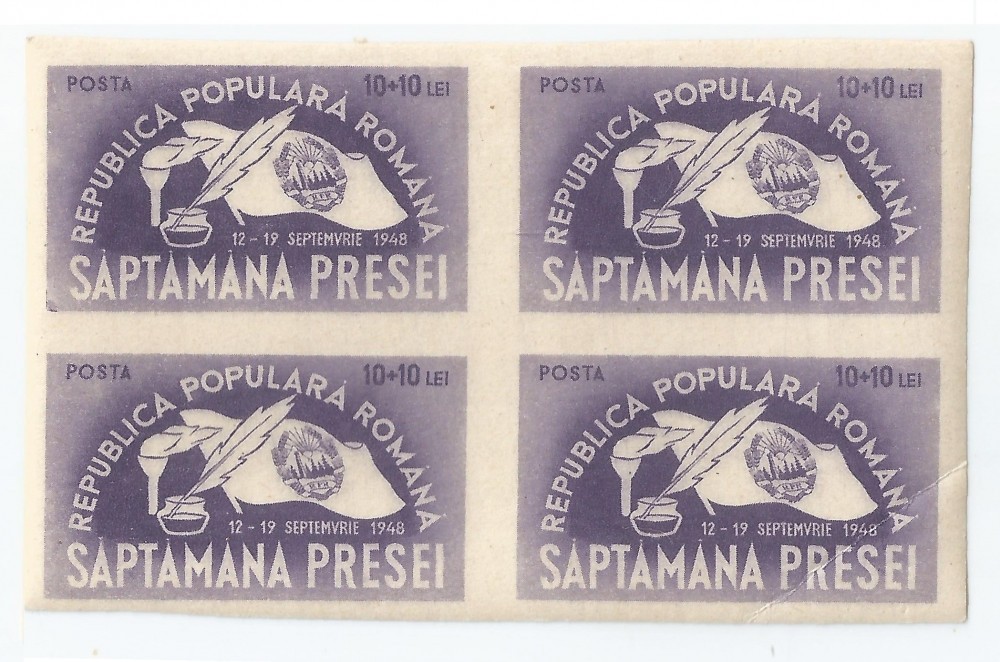 POSTA 10+10 LEI
REPUBLICA POPULARĂ ROMÂNĂ
R.P.R
12 - 19 SEPTEMVRIE 1948
SĂPTĂMÂNA PRESEI
POSTA 10+10 LEI
REPUBLICA POPULARĂ ROMÂNĂ
R.P.R
12 - 19 SEPTEMVRIE 1948
SĂPTĂMÂNA PRESEI
POSTA 10+10 LEI
REPUBLICA POPULARĂ ROMÂNĂ
R.P.R
12 - 19 SEPTEMVRIE 1948
SĂPTĂMÂNA PRESEI
POSTA 10+10 LEI
REPUBLICA POPULARĂ ROMÂNĂ
R.P.R
12 - 19 SEPTEMVRIE 1948
SĂPTĂMÂNA PRESEI